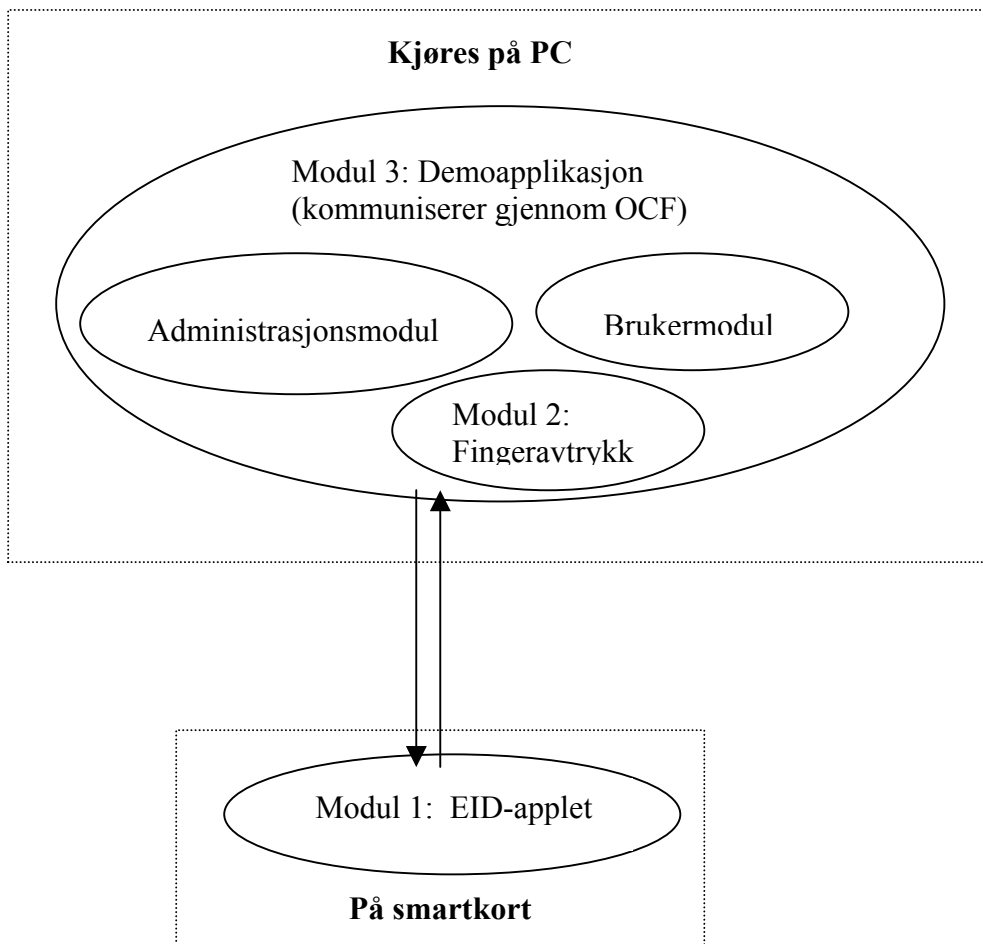 Kjøres på PC
Modul 3: Demoapplikasjon
(kommuniserer gjennom OCF)
Administrasjonsmodul
Brukermodul
Modul 2:
Fingeravtrykk
Modul 1:  EID-applet
På smartkort